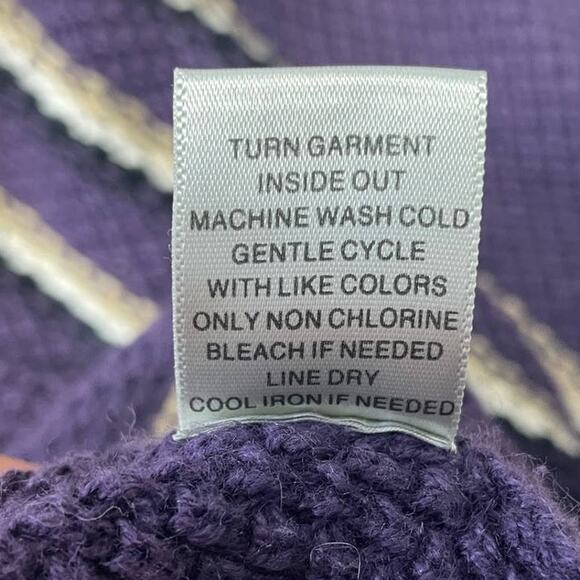 TURN GARMENT
INSIDE OUT
MACHINE WASH COLD
GENTLE CYCLE
WITH LIKE COLORS
ONLY NON CHLORINE
BLEACH IF NEEDED
LINE DRY
COOL IRON IF NEEDED